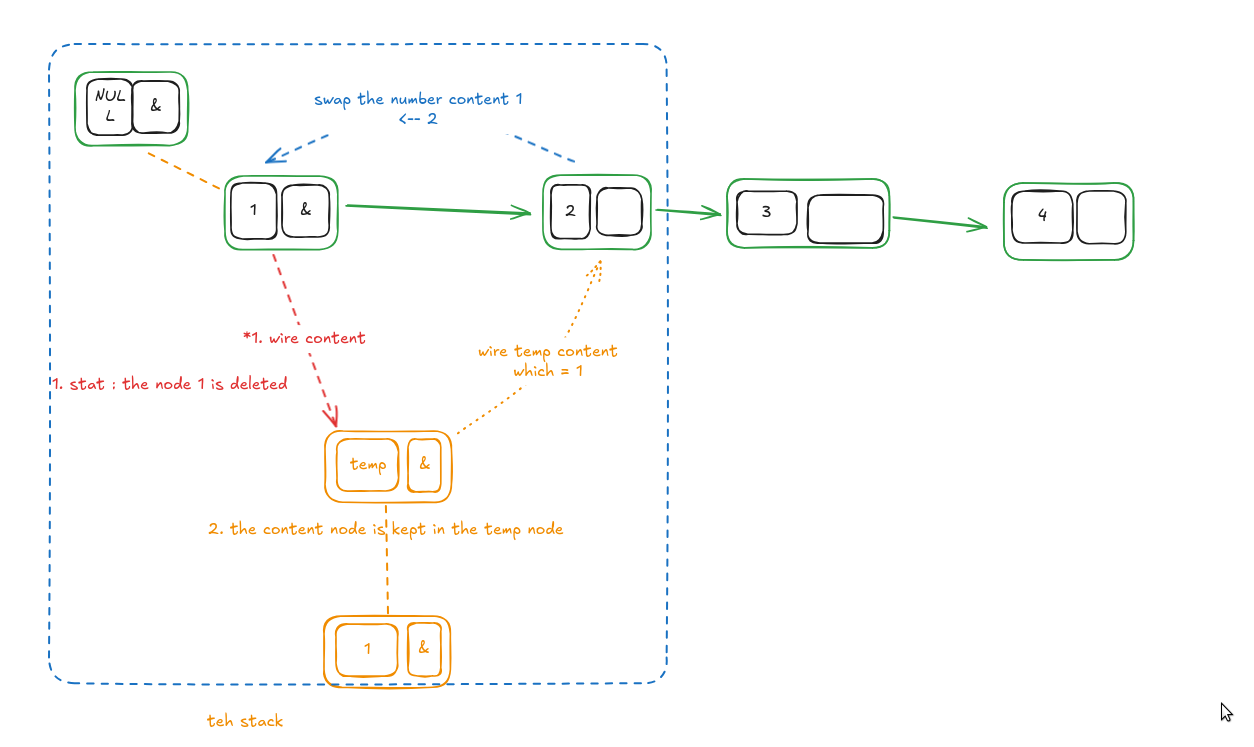 NUL
L
&
swap the number content 1
<-- 2
1
&
2
3
4
*1. wire content
wire temp content
which = 1
1. stat : the node 1 is deleted
temp
&
2. the content node is kept in the temp node
1
&
teh stack